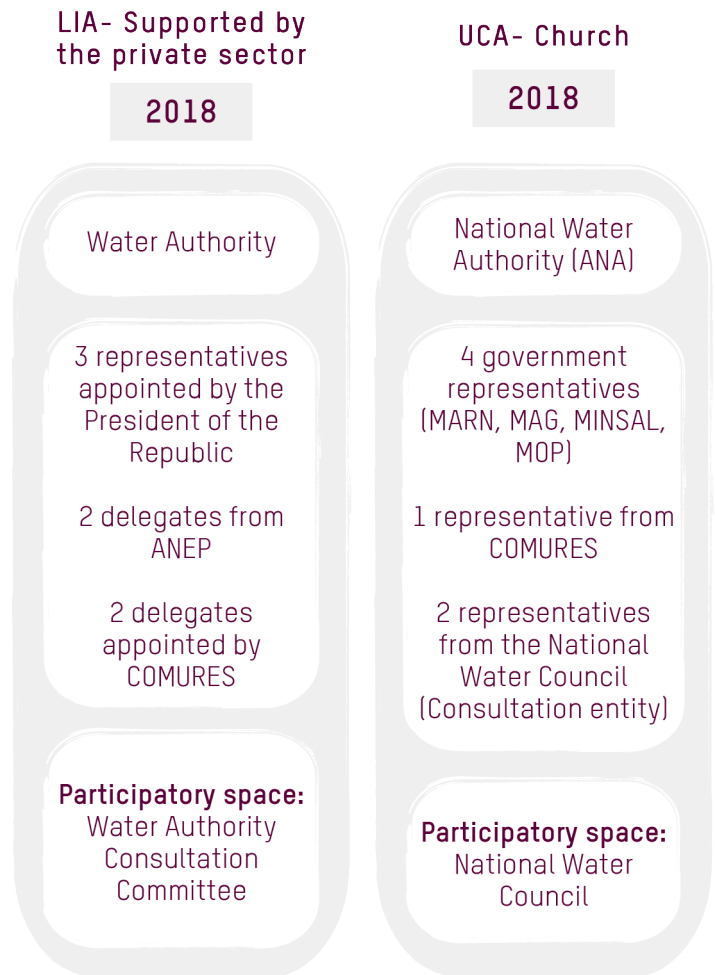 LIA- Supported by
the private sector
2018
Water Authority
3 representatives
appointed by the
President of the
Republic
2 delegates from
ANEP
2 delegates
appointed by
COMURES
Participatory space:
Water Authority
Consultation
Committee
UCA- Church
2018
National Water
Authority (ANA)
4 government
representatives
(MARN, MAG, MINSAL,
MOP)
1 representative from
COMURES
2 representatives
from the National
Water Council
(Consultation entity)
Participatory space:
National Water
Council